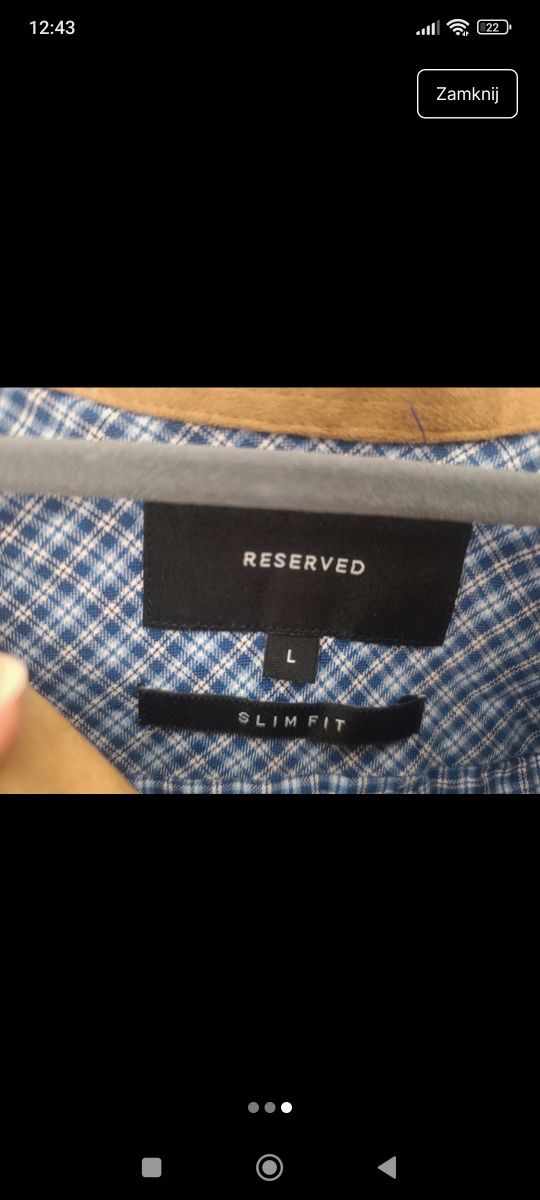 12:43
22
Zamknij
RESERVED
L
SLIM FIT